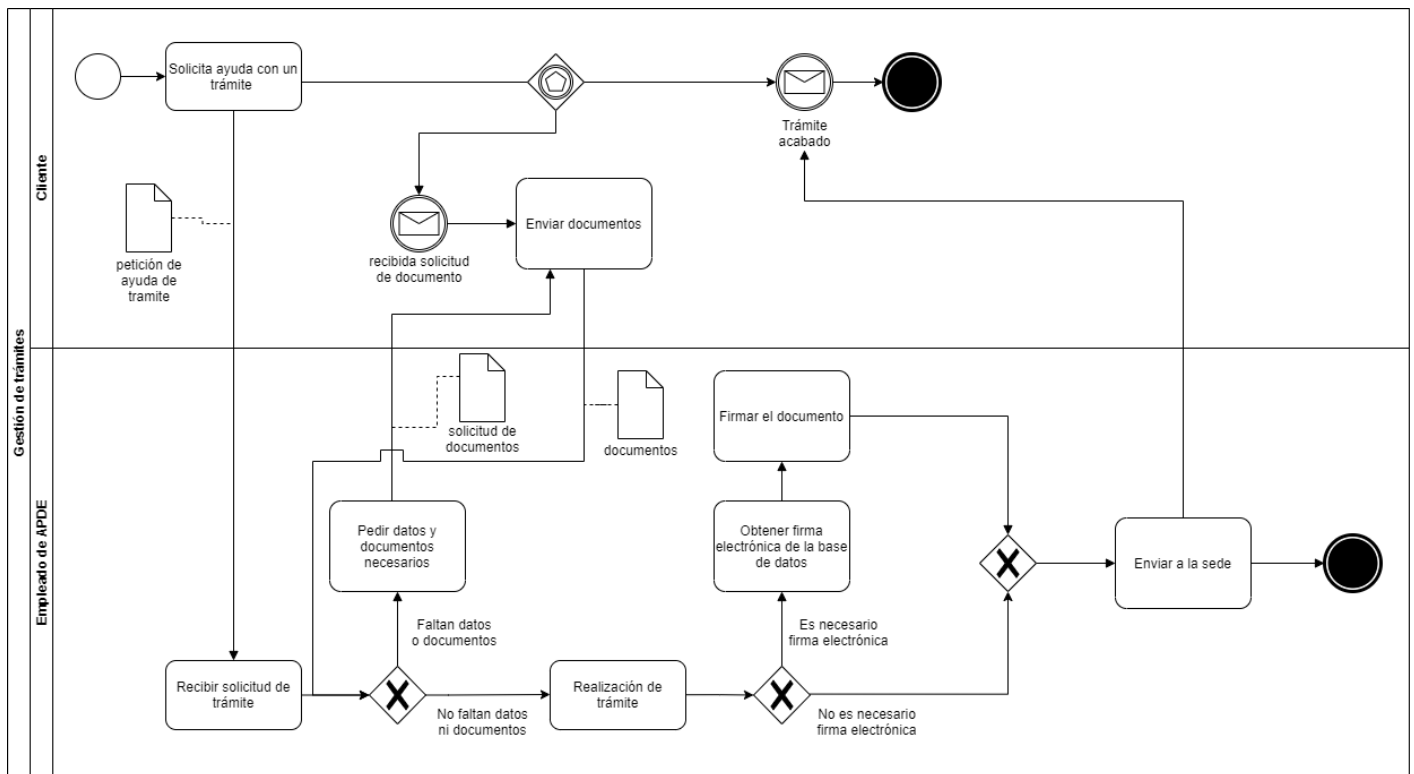 Gestión de trámites
Cliente
Solicita ayuda con un
trámite
Trámite
acabado
Enviar documentos
recibida solicitud
de documento
petición de
ayuda de
tramite
Empleado de APDE
solicitud de
documentos
documentos
Firmar el documento
Pedir datos y
documentos
necesarios
Obtener firma
electrónica de la base
de datos
Enviar a la sede
Faltan datos
o documentos
Es necesario
firma electrónica
Recibir solicitud de
trámite
Realización de
trámite
No faltan datos
ni documentos
No es necesario
firma electrónica